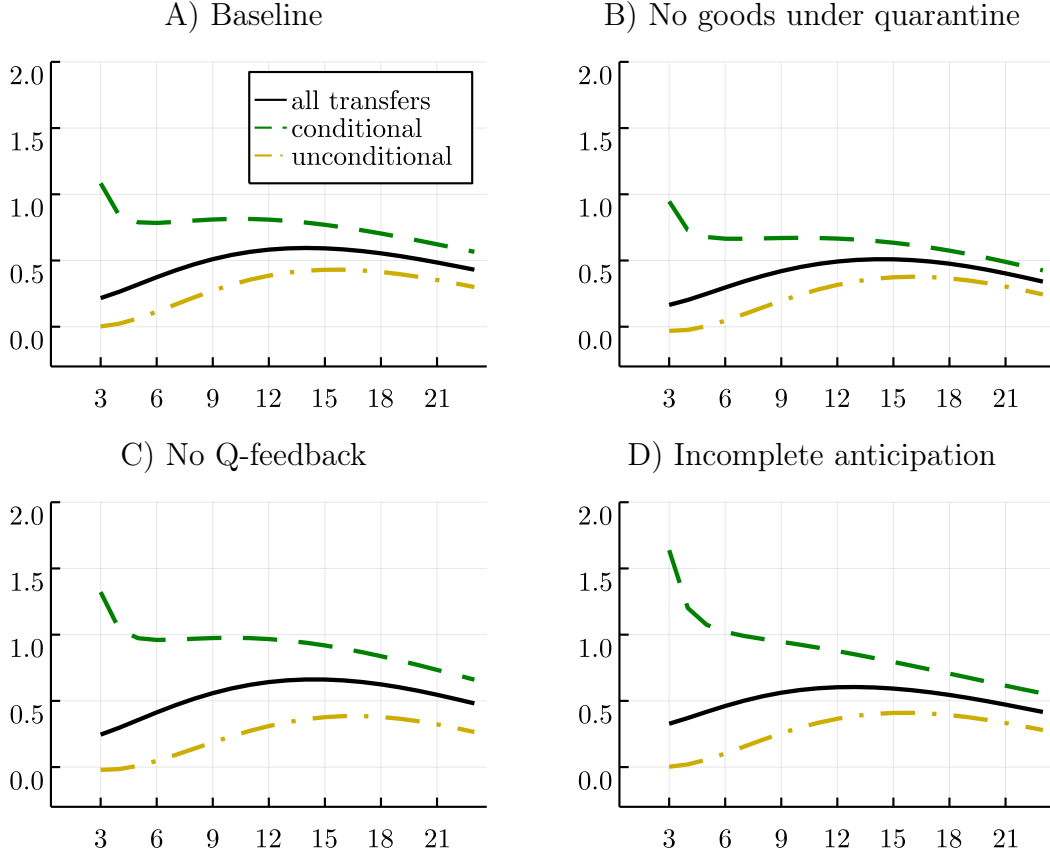 A) Baseline
2.0
1.5
1.0
0.5
0.0
all transfers
conditional
unconditional
3 6 9 12 15 18 21
B) No goods under quarantine
2.0
1.5
1.0
0.5
0.0
3 6 9 12 15 18 21
C) No Q-feedback
2.0
1.5
1.0
0.5
0.0
3 6 9 12 15 18 21
D) Incomplete anticipation
2.0
1.5
1.0
0.5
0.0
3 6 9 12 15 18 21